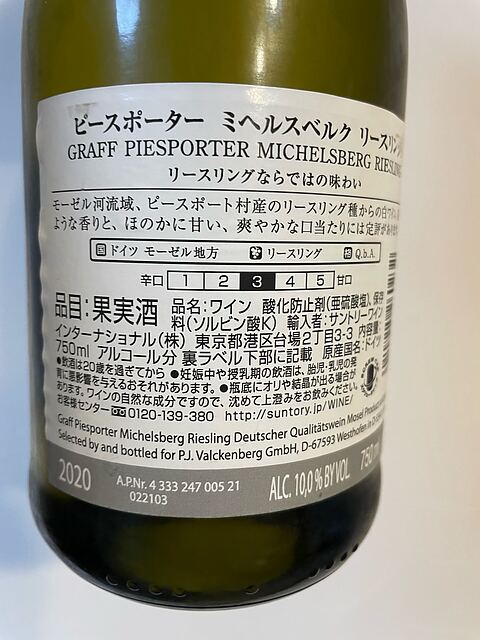 ピースポーター ミヘルスベルク リースリング
GRAFF PIESPORTER MICHELSBERG RIESLING
リースリングならではの味わい
モーゼル河流域、ピースポート村産のリースリング種からの白ワイン
ような香りと、ほのかに甘い、爽やかな口当たりには定評があります
国 ドイツ モーゼル地方 リースリング 格 Q.b.A.
辛口 1 2 3 4 5 甘口
品目:果実酒 品名:ワイン 酸化防止剤(亜硫酸塩)、保存
料(ソルビン酸K) 輸入者:サントリーワイン
インターナショナル(株) 東京都港区台場2丁目3-3 内容量:
750ml アルコール分 裏ラベル下部に記載 原産国名:ドイツ
●飲酒は20歳を過ぎてから ●妊娠中や授乳期の飲酒は、胎児・乳児の発
育に悪影響を与えるおそれがあります。 ●瓶底にオリや結晶が出る場合が
あります。ワインの自然な成分ですので、沈めて上澄みをお飲みください。
お客様センター 0120-139-380 http://suntory.jp/WINE/
Graff Piesporter Michelsberg Riesling Deutscher Qualitätswein Mosel
Selected by and bottled for P.J. Valckenberg GmbH, D-67593 Westhofen in
2020 A.P.Nr. 4 333 247 005 21 ALC. 10,0 % BY VOL 750ml
022103